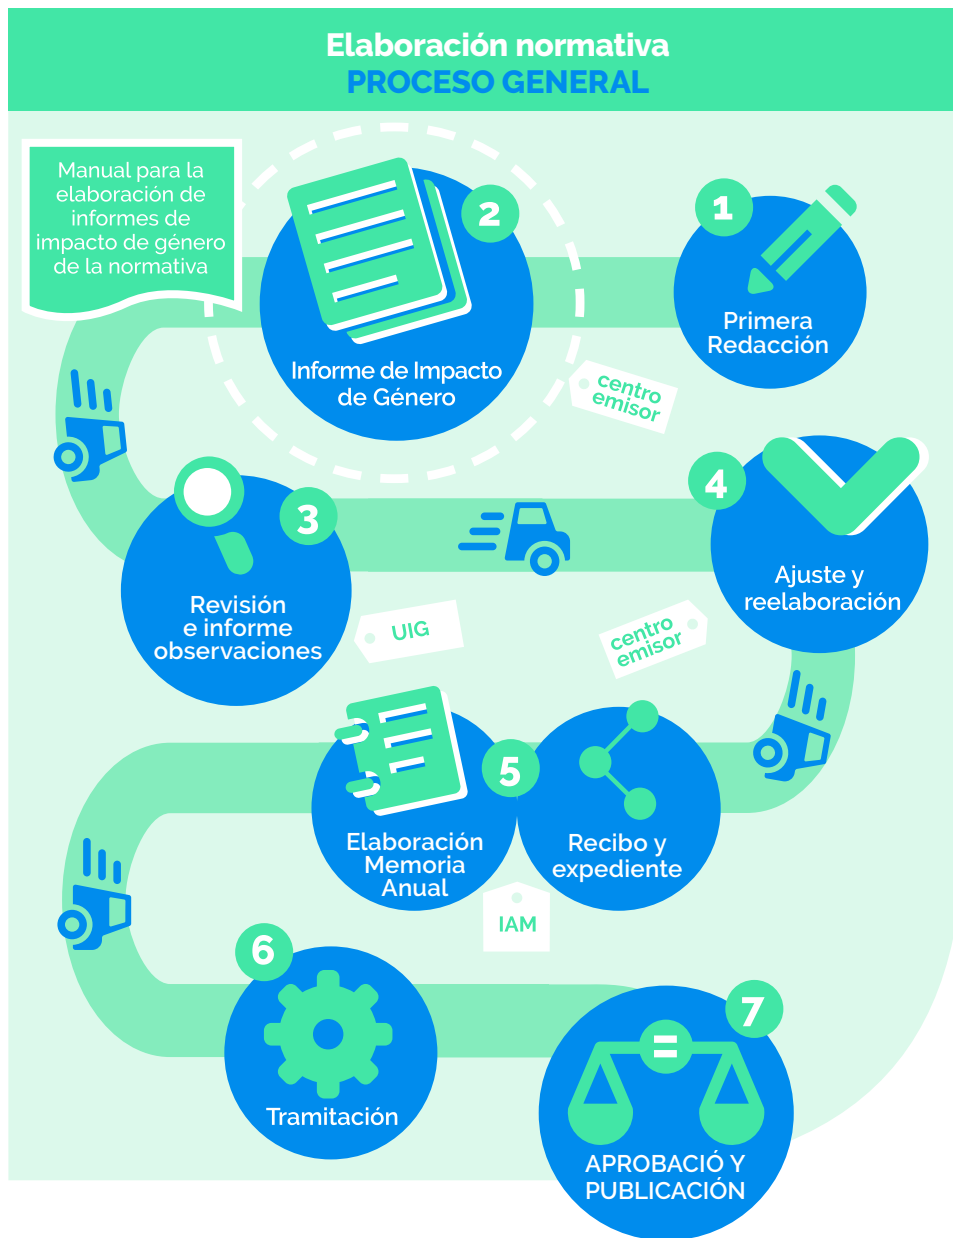 Elaboración normativa
PROCESO GENERAL
Manual para la
elaboración de
informes de
impacto de género
de la normativa
1
Primera
Redacción
2
Informe de Impacto
de Género
centro
emisor
3
Revisión
e informe
observaciones
UIG
4
Ajuste y
reelaboración
centro
emisor
5
Elaboración
Memoria
Anual
Recibo y
expediente
IAM
6
Tramitación
7
=
APROBACIÓ Y
PUBLICACIÓN